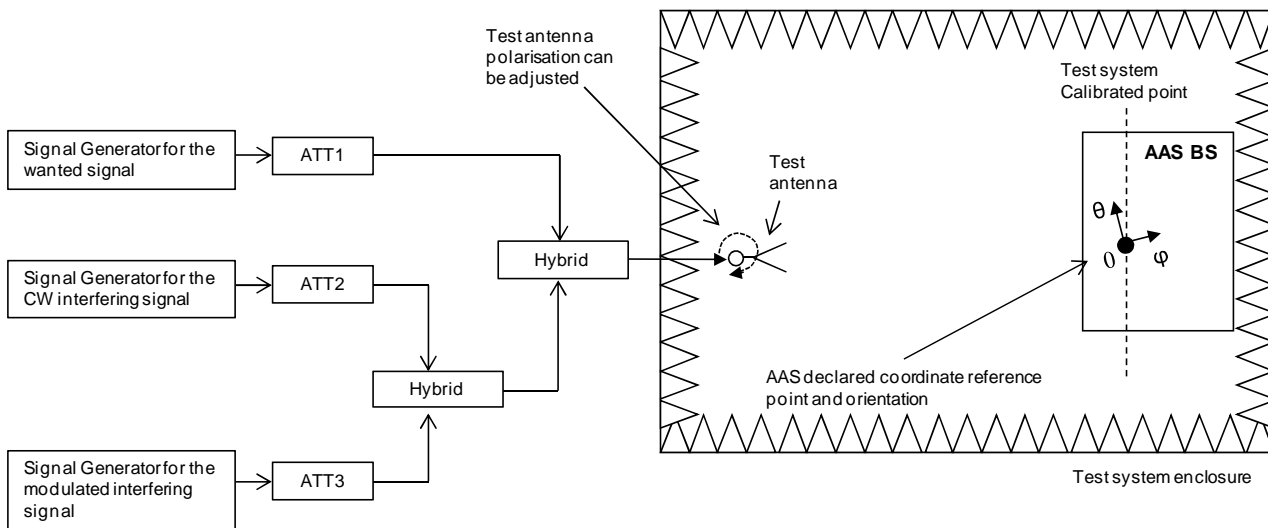 Test antenna
polarisation can
be adjusted
Test system
Calibrated point
Signal Generator for the
wanted signal
ATT1
AAS BS
Test
antenna
θ
Hybrid
0
φ
Signal Generator for the
CW interfering signal
ATT2
Hybrid
AAS declared coordinate reference
point and orientation
Signal Generator for the
modulated interfering
signal
ATT3
Test system enclosure